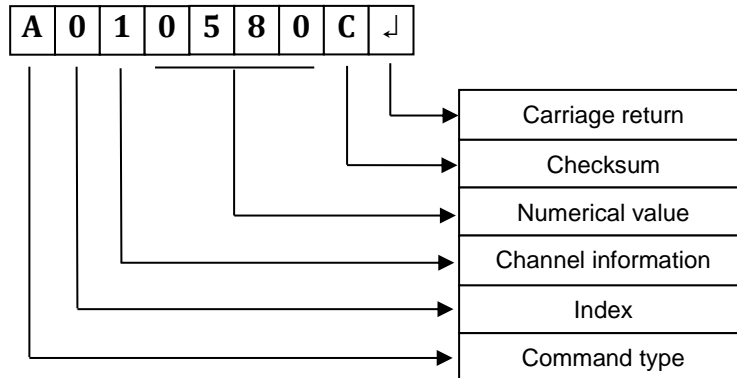 A 0 1 0 5 8 0 C ↲
Carriage return
Checksum
Numerical value
Channel information
Index
Command type